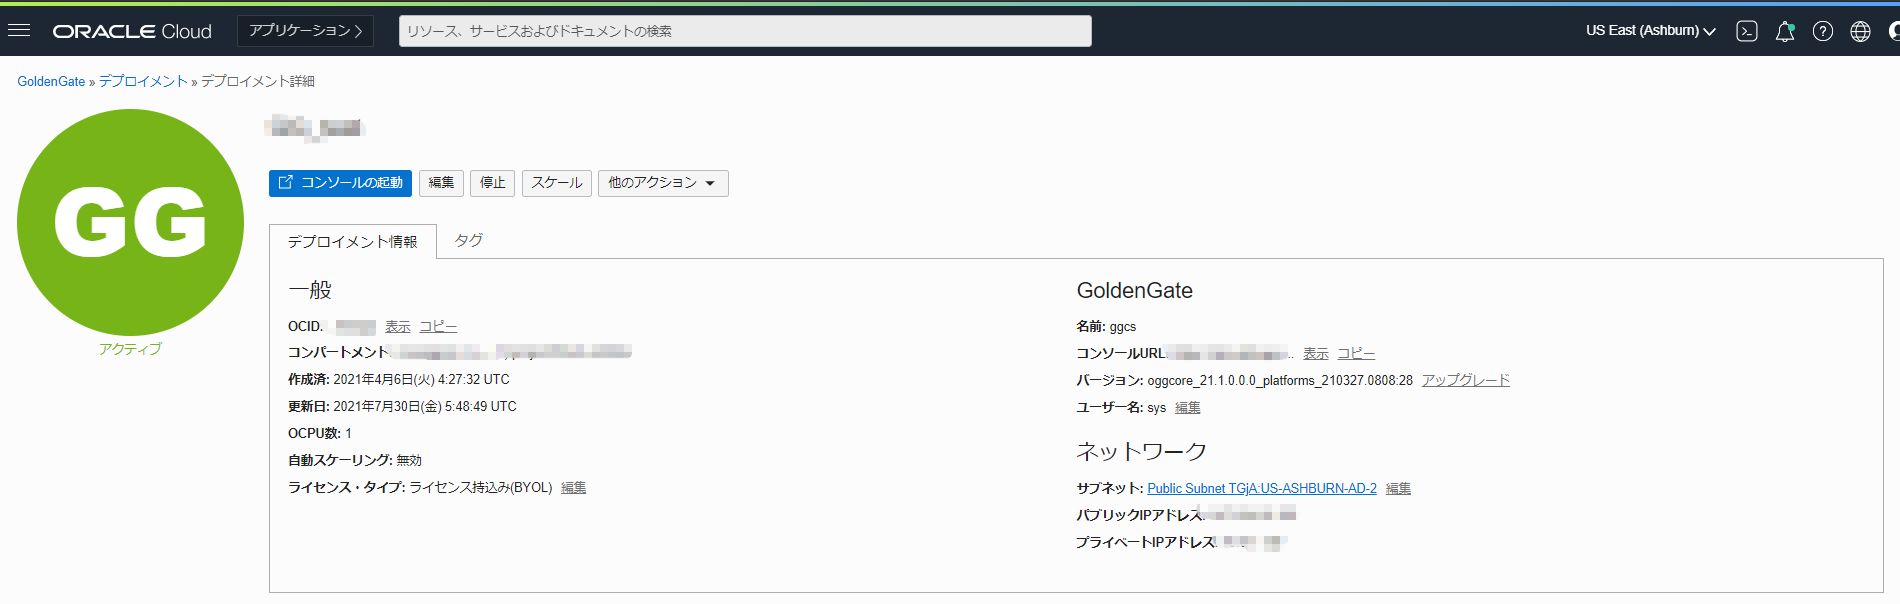 ORACLE Cloud アプリケーション リソース、サービスおよびドキュメントの検索 US East (Ashburn)
GoldenGate » デプロイメント » デプロイメント詳細
GG
アクティブ
コンソールの起動 編集 停止 スケール 他のアクション
デプロイメント情報 タグ
一般
OCID. 表示 コピー
コンパートメント
作成済: 2021年4月6日(火) 4:27:32 UTC
更新日: 2021年7月30日(金) 5:48:49 UTC
OCPU数: 1
自動スケーリング: 無効
ライセンス・タイプ: ライセンス持込み(BYOL) 編集
GoldenGate
名前: ggcs
コンソールURL .. 表示 コピー
バージョン: oggcore_21.1.0.0.0_platforms_210327.0808:28 アップグレード
ユーザー名: sys 編集
ネットワーク
サブネット: Public Subnet TGjA:US-ASHBURN-AD-2 編集
パブリックIPアドレス
プライベートIPアドレス